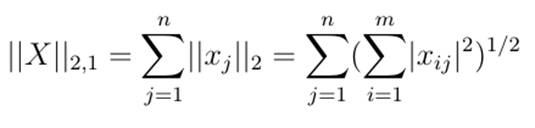 ||X||_{2,1} = \sum_{j=1}^{n} ||x_j||_2 = \sum_{j=1}^{n} (\sum_{i=1}^{m} |x_{ij}|^2)^{1/2}